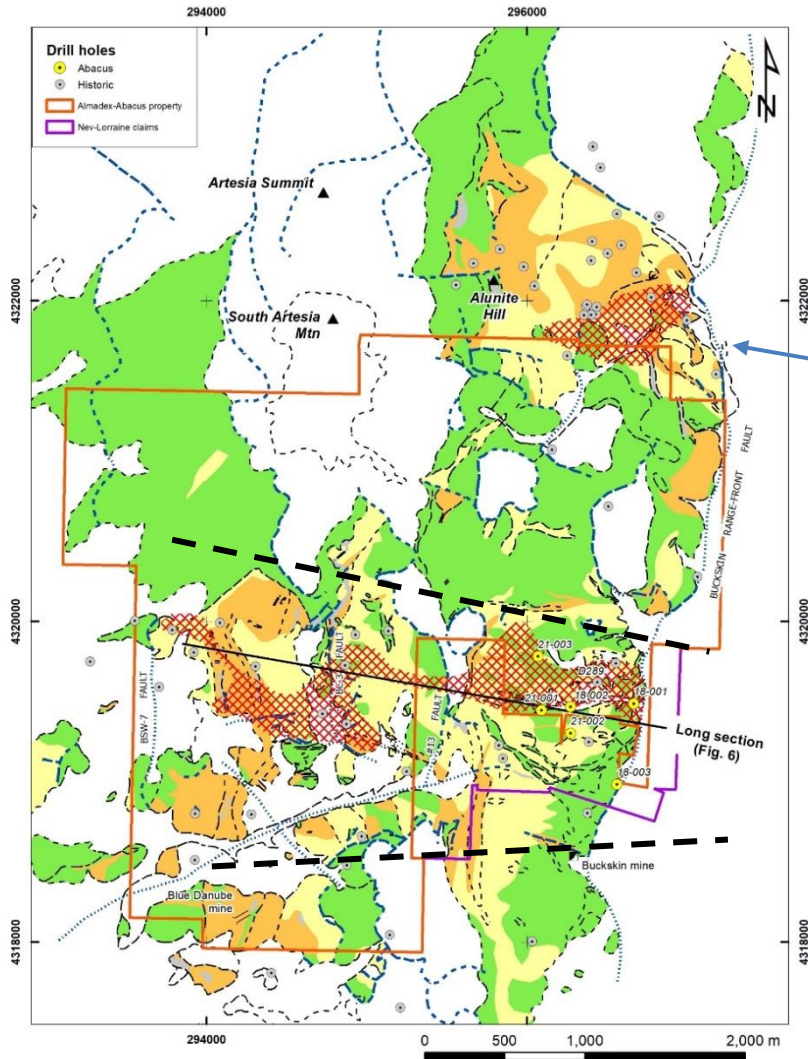 294000
296000
Drill holes
Abacus
Historic
Almadex-Abacus property
Nev-Lorraine claims
N
Artesia Summit
4322000
4322000
Alunite
Hill
South Artesia
Mtn
BUCKSKIN RANGE-FRONT FAULT
4320000
4320000
21-003
BC-3 FAULT
D289
BSW-7 FAULT
21-001
18-002
18-001
21-002
#13 FAULT
Long section
(Fig. 6)
18-003
Buckskin mine
Blue Danube
mine
4318000
4318000
294000
0 500 1,000 2,000 m